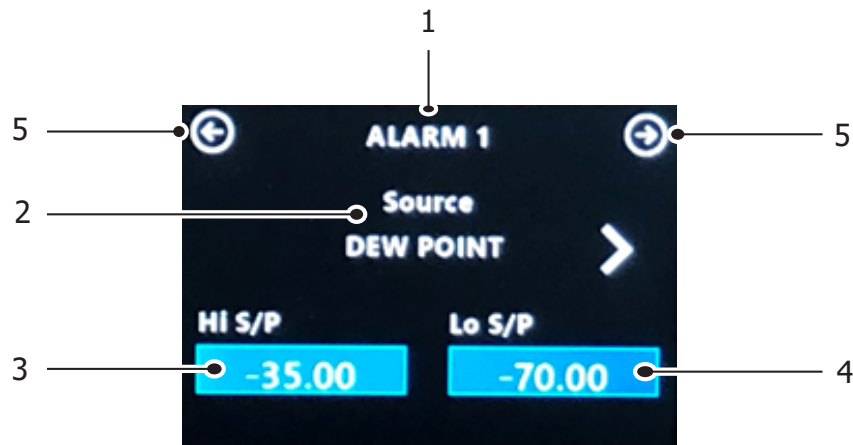 1
5
ALARM 1
5
2
Source
DEW POINT
Hi S/P
Lo S/P
3
-35.00
-70.00
4